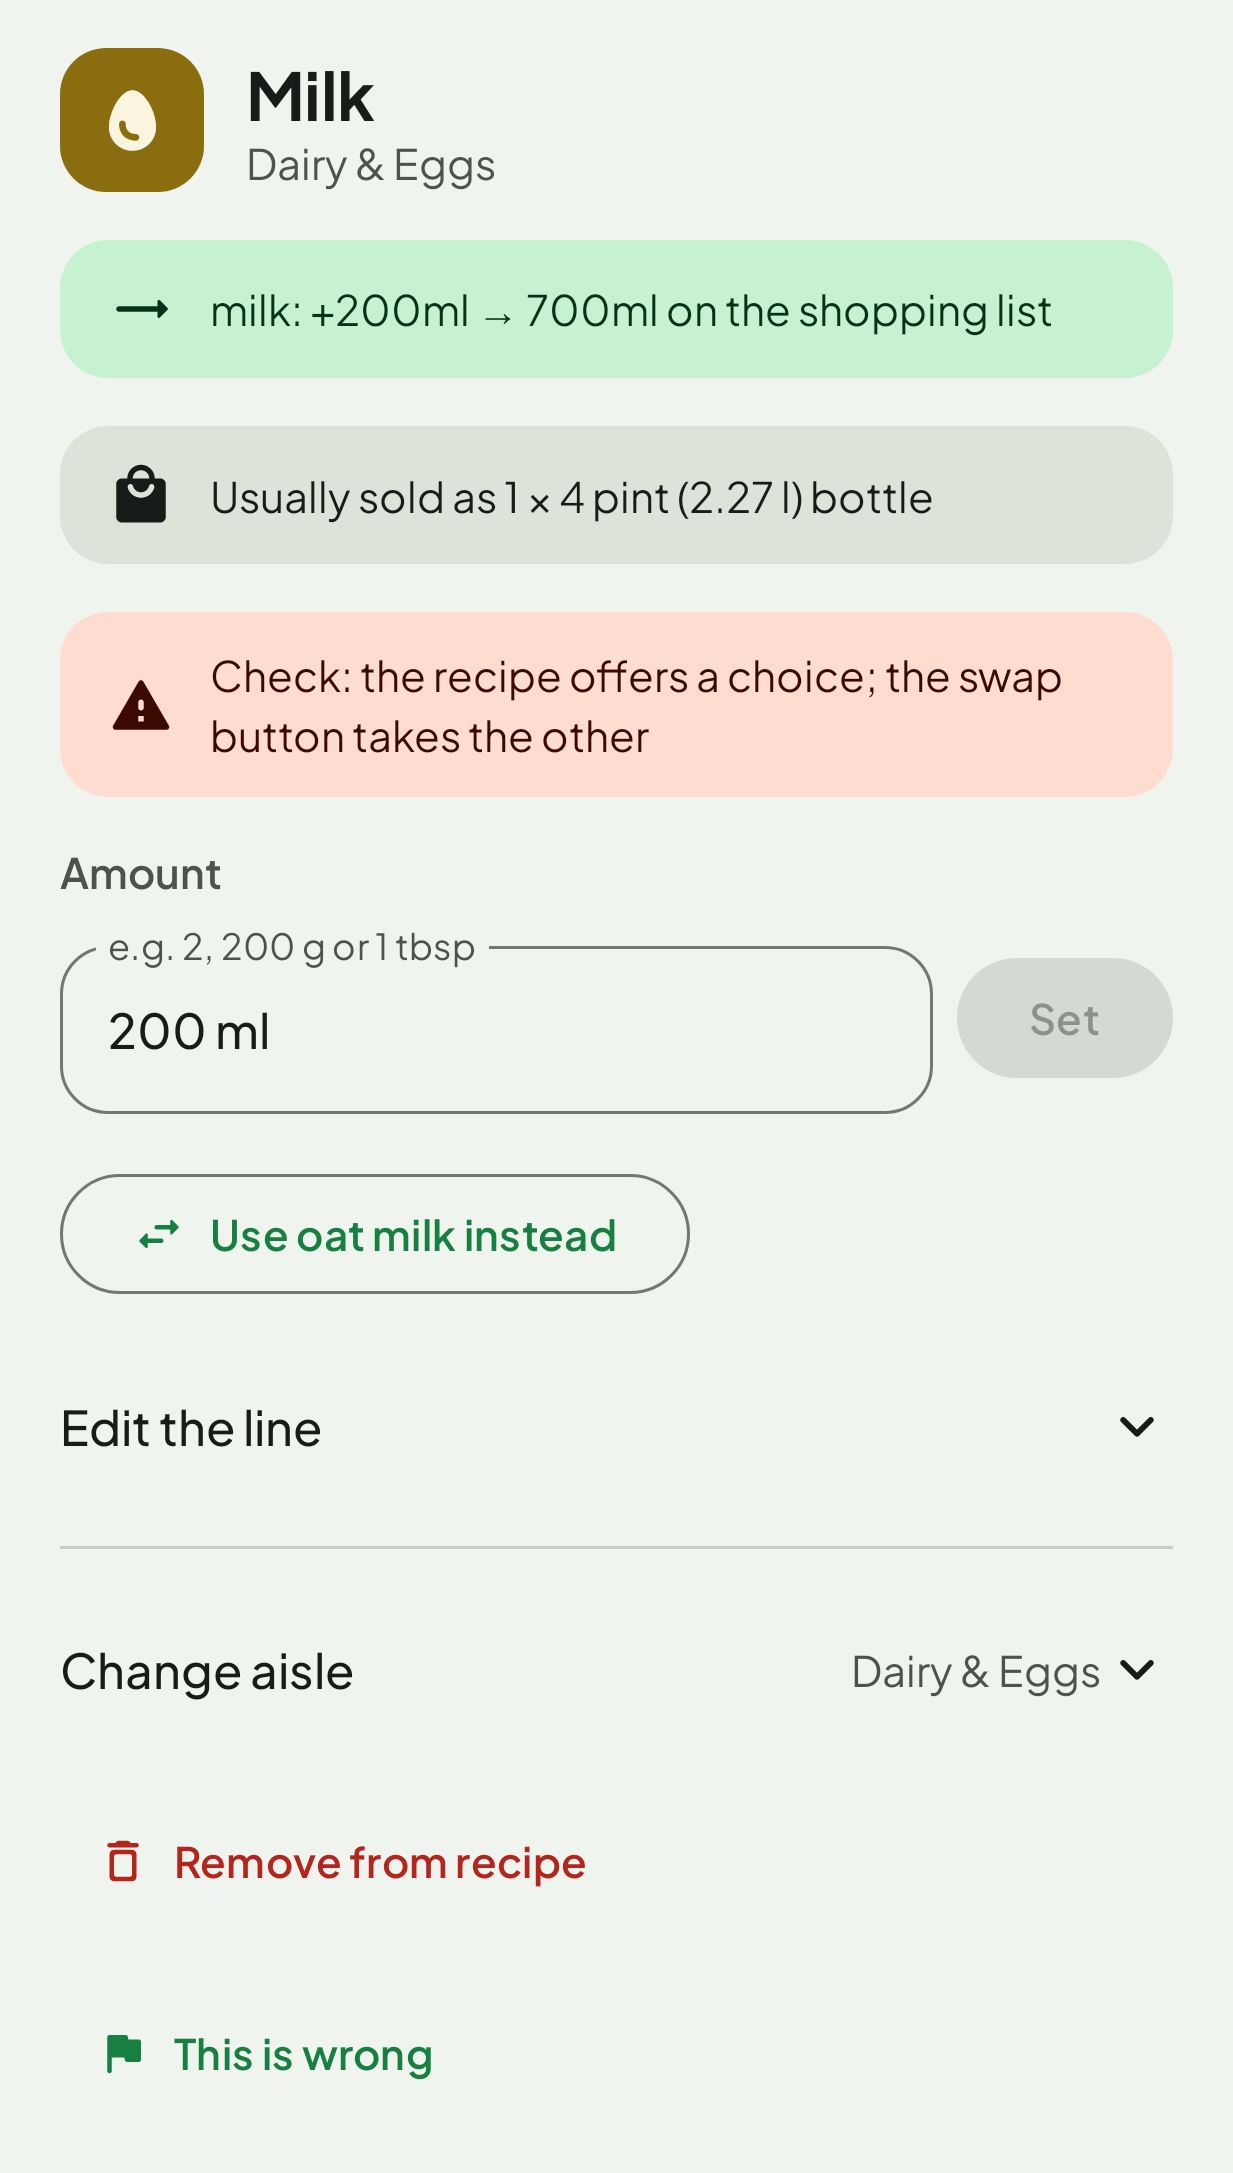 Milk
Dairy & Eggs
milk: +200ml → 700ml on the shopping list
Usually sold as 1 × 4 pint (2.27 l) bottle
Check: the recipe offers a choice; the swap
button takes the other
Amount
e.g. 2, 200 g or 1 tbsp
200 ml
Set
Use oat milk instead
Edit the line
Change aisle
Dairy & Eggs
Remove from recipe
This is wrong